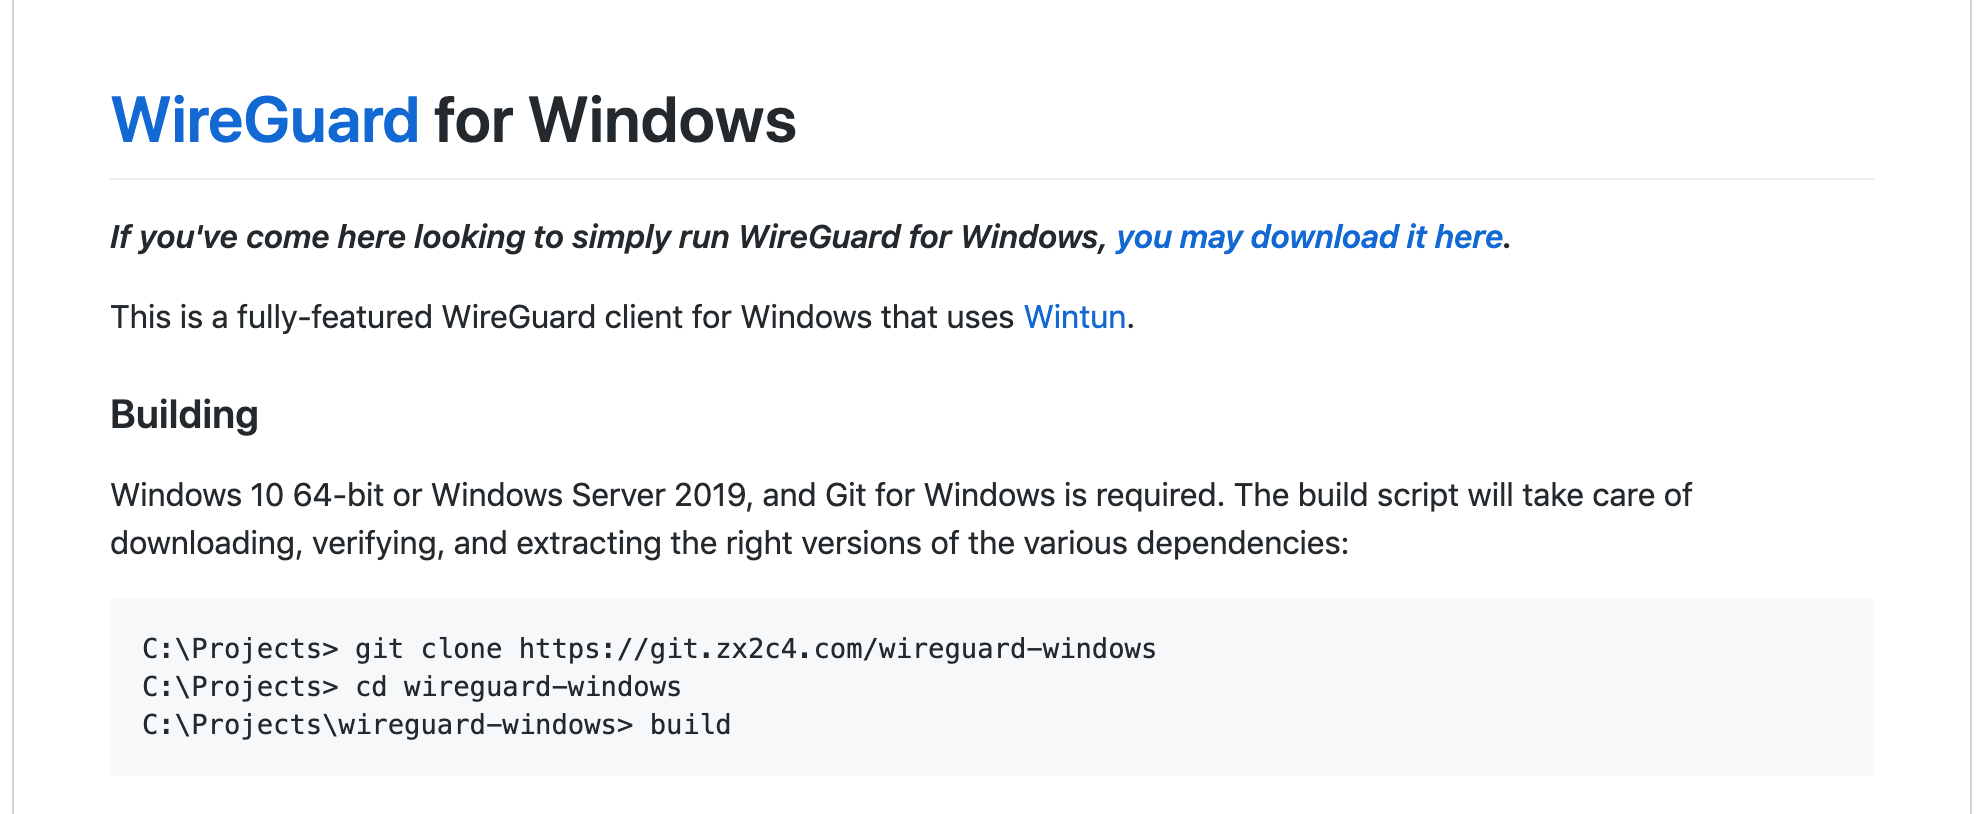 WireGuard for Windows
If you've come here looking to simply run WireGuard for Windows, you may download it here.
This is a fully-featured WireGuard client for Windows that uses Wintun.
Building
Windows 10 64-bit or Windows Server 2019, and Git for Windows is required. The build script will take care of
downloading, verifying, and extracting the right versions of the various dependencies:
C:\Projects> git clone https://git.zx2c4.com/wireguard-windows
C:\Projects> cd wireguard-windows
C:\Projects\wireguard-windows> build